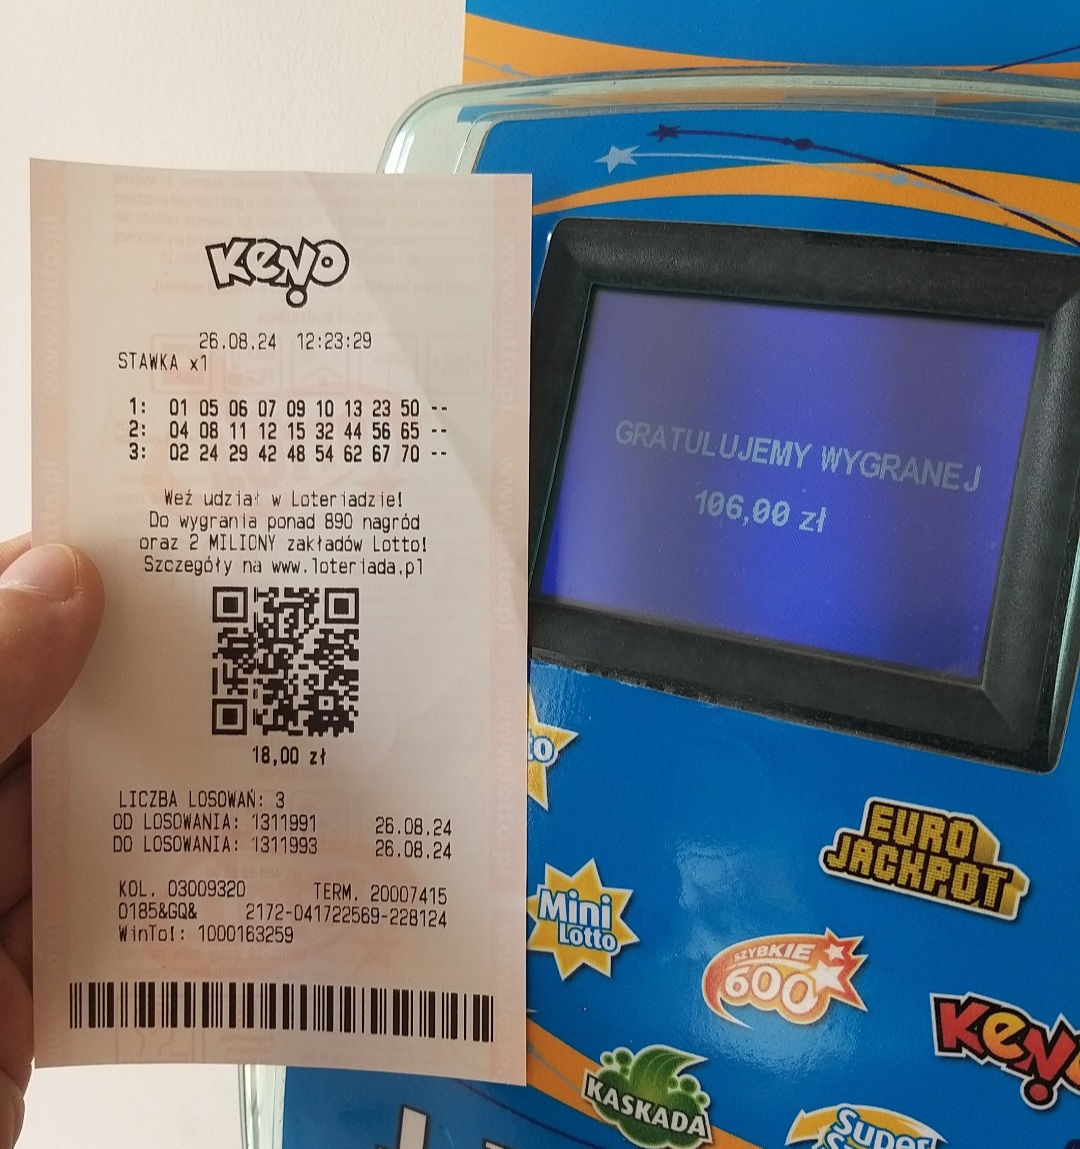 KENO
26.08.24 12:23:29
STAWKA x1
1: 01 05 06 07 09 10 13 23 50 --
2: 04 08 11 12 15 32 44 56 65 --
3: 02 24 29 42 48 54 62 67 70 --
Weź udział w Loteriadzie!
Do wygrania ponad 890 nagród
oraz 2 MILIONY zakładów Lotto!
Szczegóły na www.loteriada.pl
18,00 zł
LICZBA LOSOWAŃ: 3
OD LOSOWANIA: 1311991 26.08.24
DO LOSOWANIA: 1311993 26.08.24
KOL. 03009320 TERM. 20007415
0185&GQ& 2172-041722569-228124
WinTo!: 1000163259
GRATULUJEMY WYGRANEJ
106,00 zł
EURO
JACKPOT
Mini
Lotto
SZYBKIE
600
KENO
KASKADA
Super